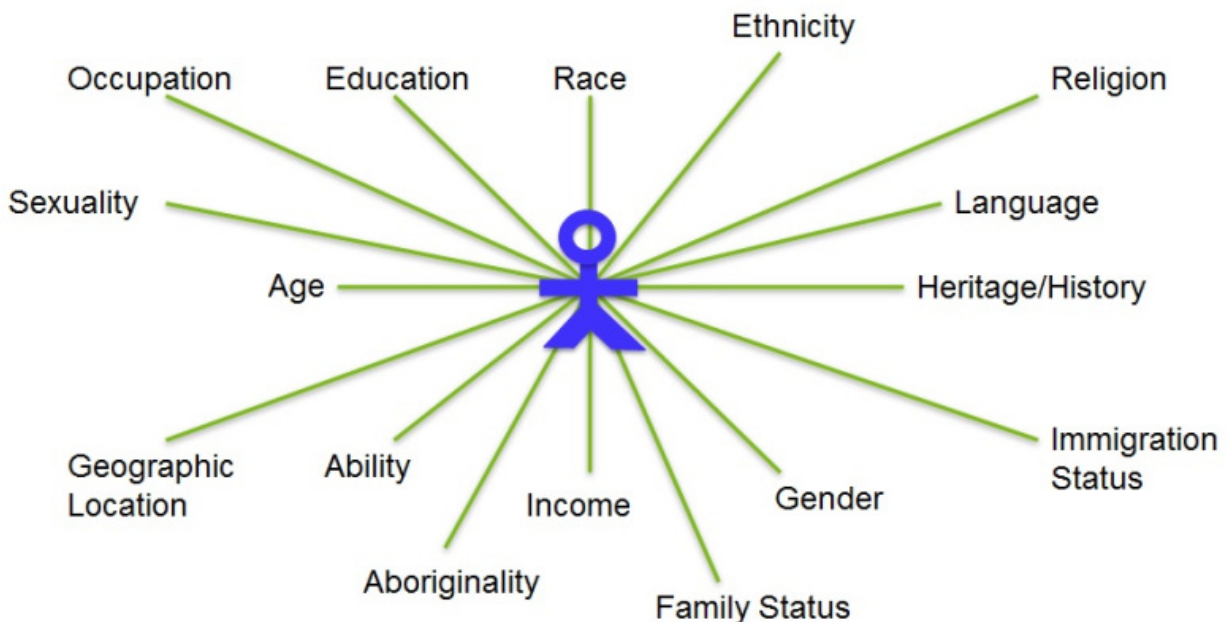 Ethnicity
Occupation
Education
Race
Religion
Sexuality
Language
Age
Heritage/History
Geographic
Location
Ability
Income
Gender
Immigration
Status
Aboriginality
Family Status